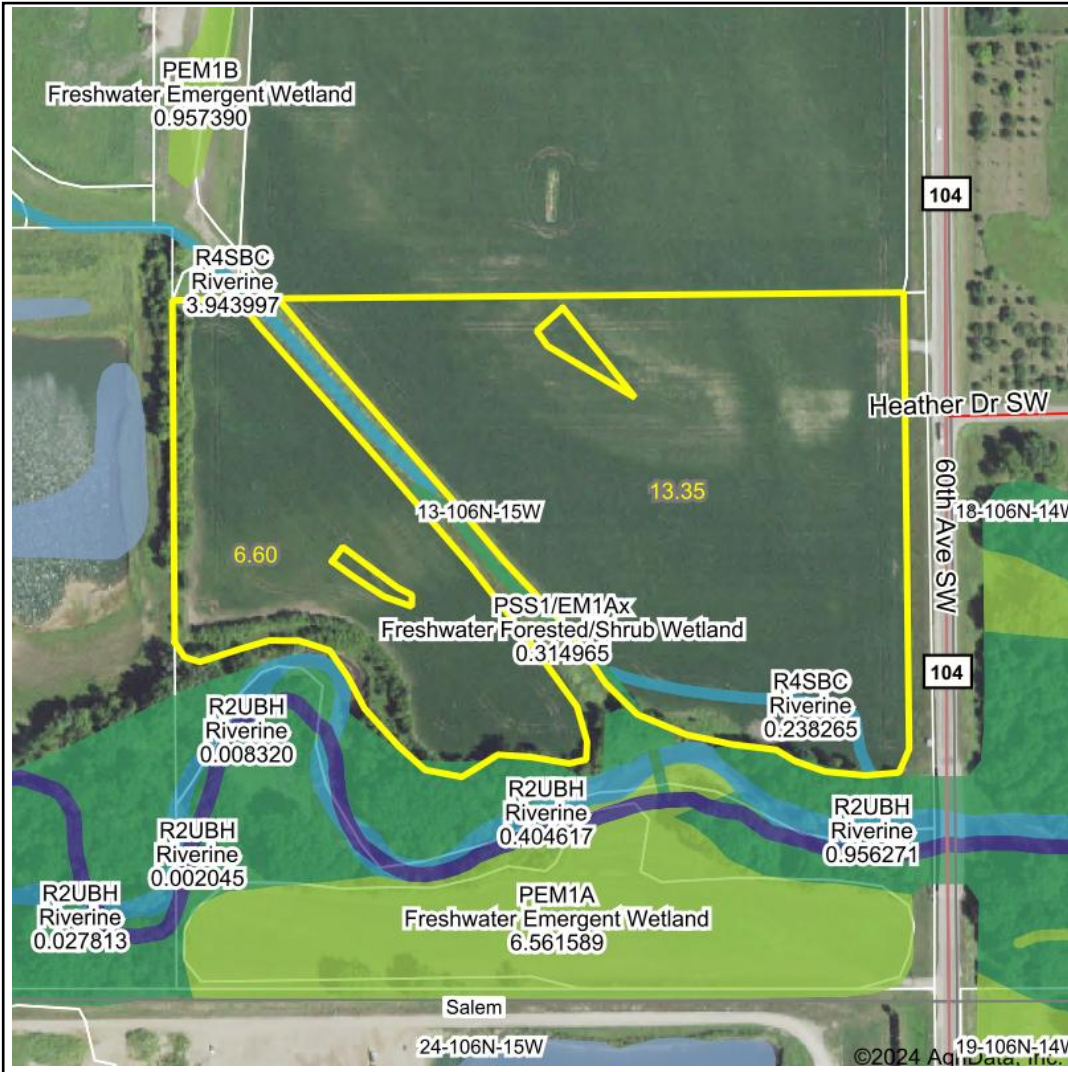 PEM1B
Freshwater Emergent Wetland
0.957390
104
R4SBC
Riverine
3.943997
Heather Dr SW
60th Ave SW
13.35
13-106N-15W
18-106N-14W
6.60
PSS1/EM1Ax
Freshwater Forested/Shrub Wetland
0.314965
104
R4SBC
Riverine
0.238265
R2UBH
Riverine
0.008320
R2UBH
Riverine
0.404617
R2UBH
Riverine
0.956271
R2UBH
Riverine
0.002045
R2UBH
Riverine
0.027813
PEM1A
Freshwater Emergent Wetland
6.561589
Salem
24-106N-15W
19-106N-14W
©2024 AgriData, Inc.